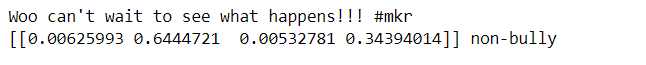 Woo can't wait to see what happens!!! #mkr
[[0.00625993 0.6444721  0.00532781 0.34394014]] non-bully